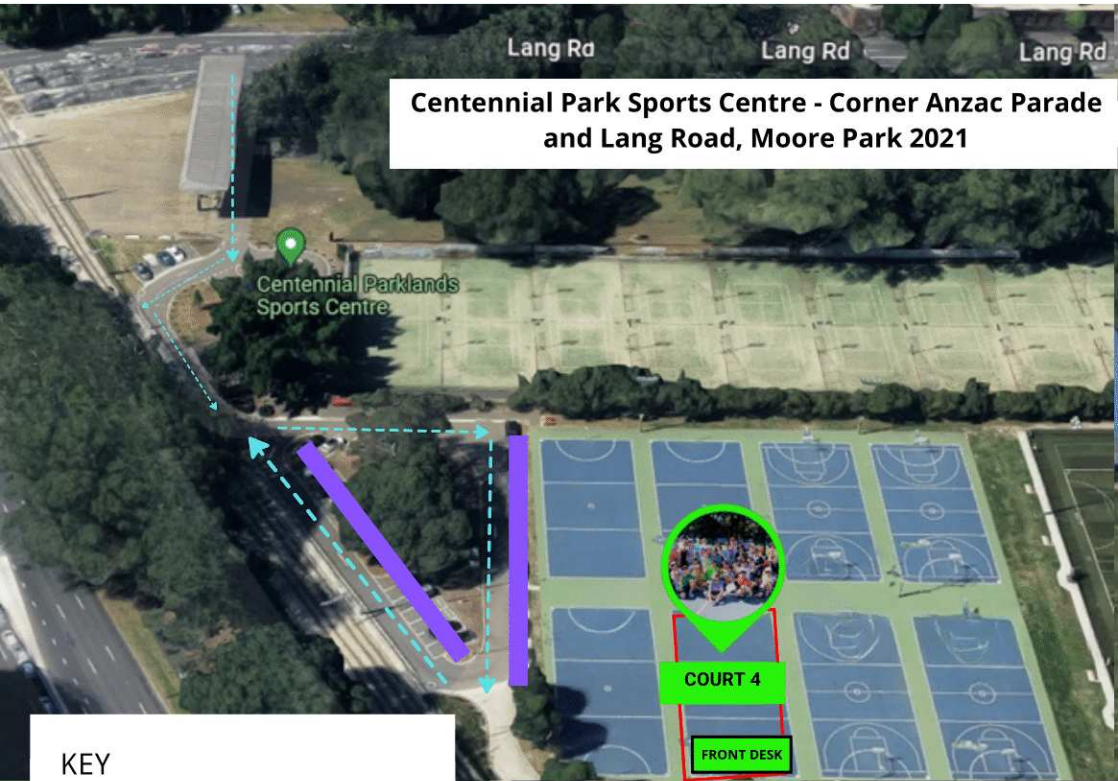 Lang Rd
Lang Rd
Lang Rd
Centennial Park Sports Centre - Corner Anzac Parade
and Lang Road, Moore Park 2021
Centennial Parklands
Sports Centre
COURT 4
FRONT DESK
KEY